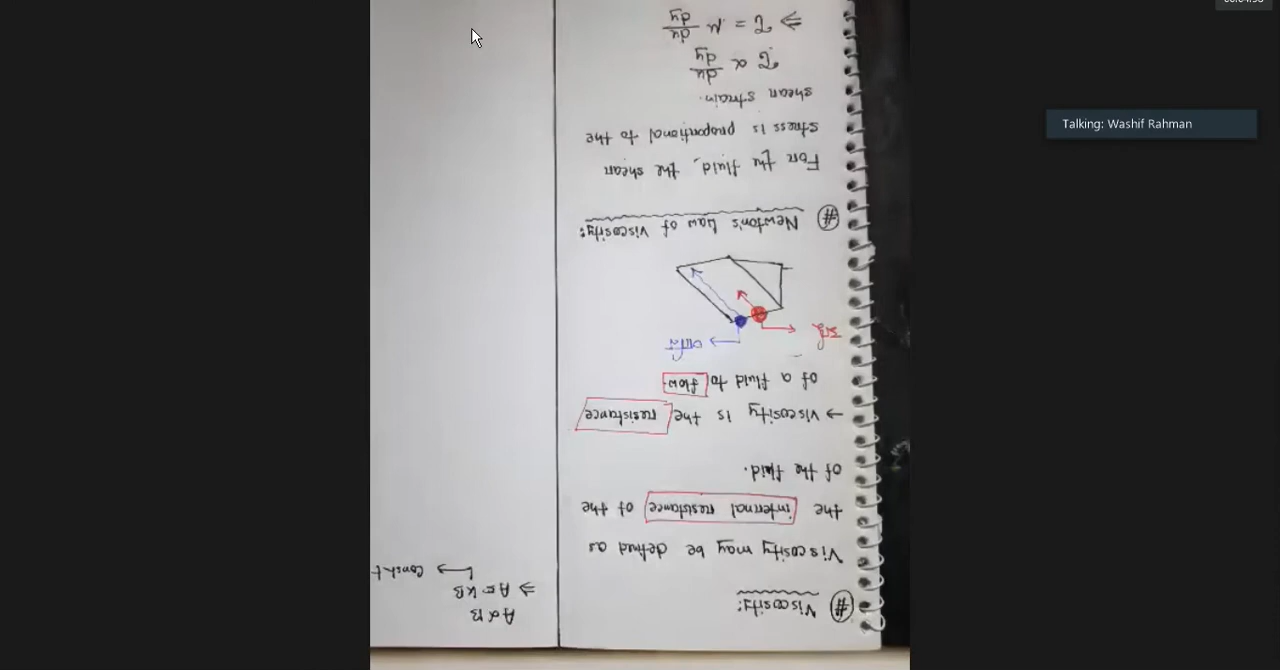 Talking: Washif Rahman
A α B
⇒ A = K B
→ Const
# Viscosity:
Viscosity may be defined as
the internal resistance of the
of the fluid.
→ Viscosity is the resistance
of a fluid to flow.
# Newton's Law of Viscosity:
For the fluid, the shear
stress is proportional to the
shear strain.
τ α du/dy
⇒ τ = μ du/dy